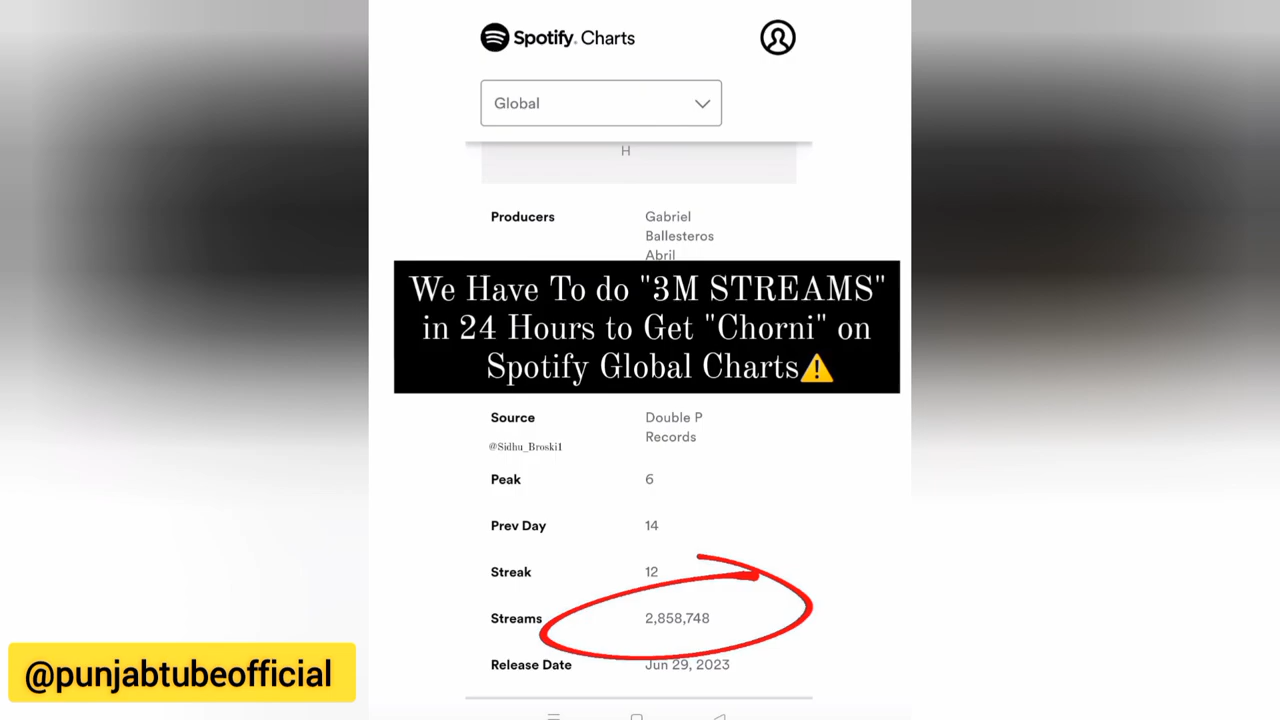 Spotify® Charts
Global
H
Producers Gabriel
Ballesteros
Abril
We Have To do "3M STREAMS"
in 24 Hours to Get "Chorni" on
Spotify Global Charts⚠️
Source Double P
Records
@Sidhu_Broski1
Peak 6
Prev Day 14
Streak 12
Streams 2,858,748
Release Date Jun 29, 2023
@punjabtubeofficial